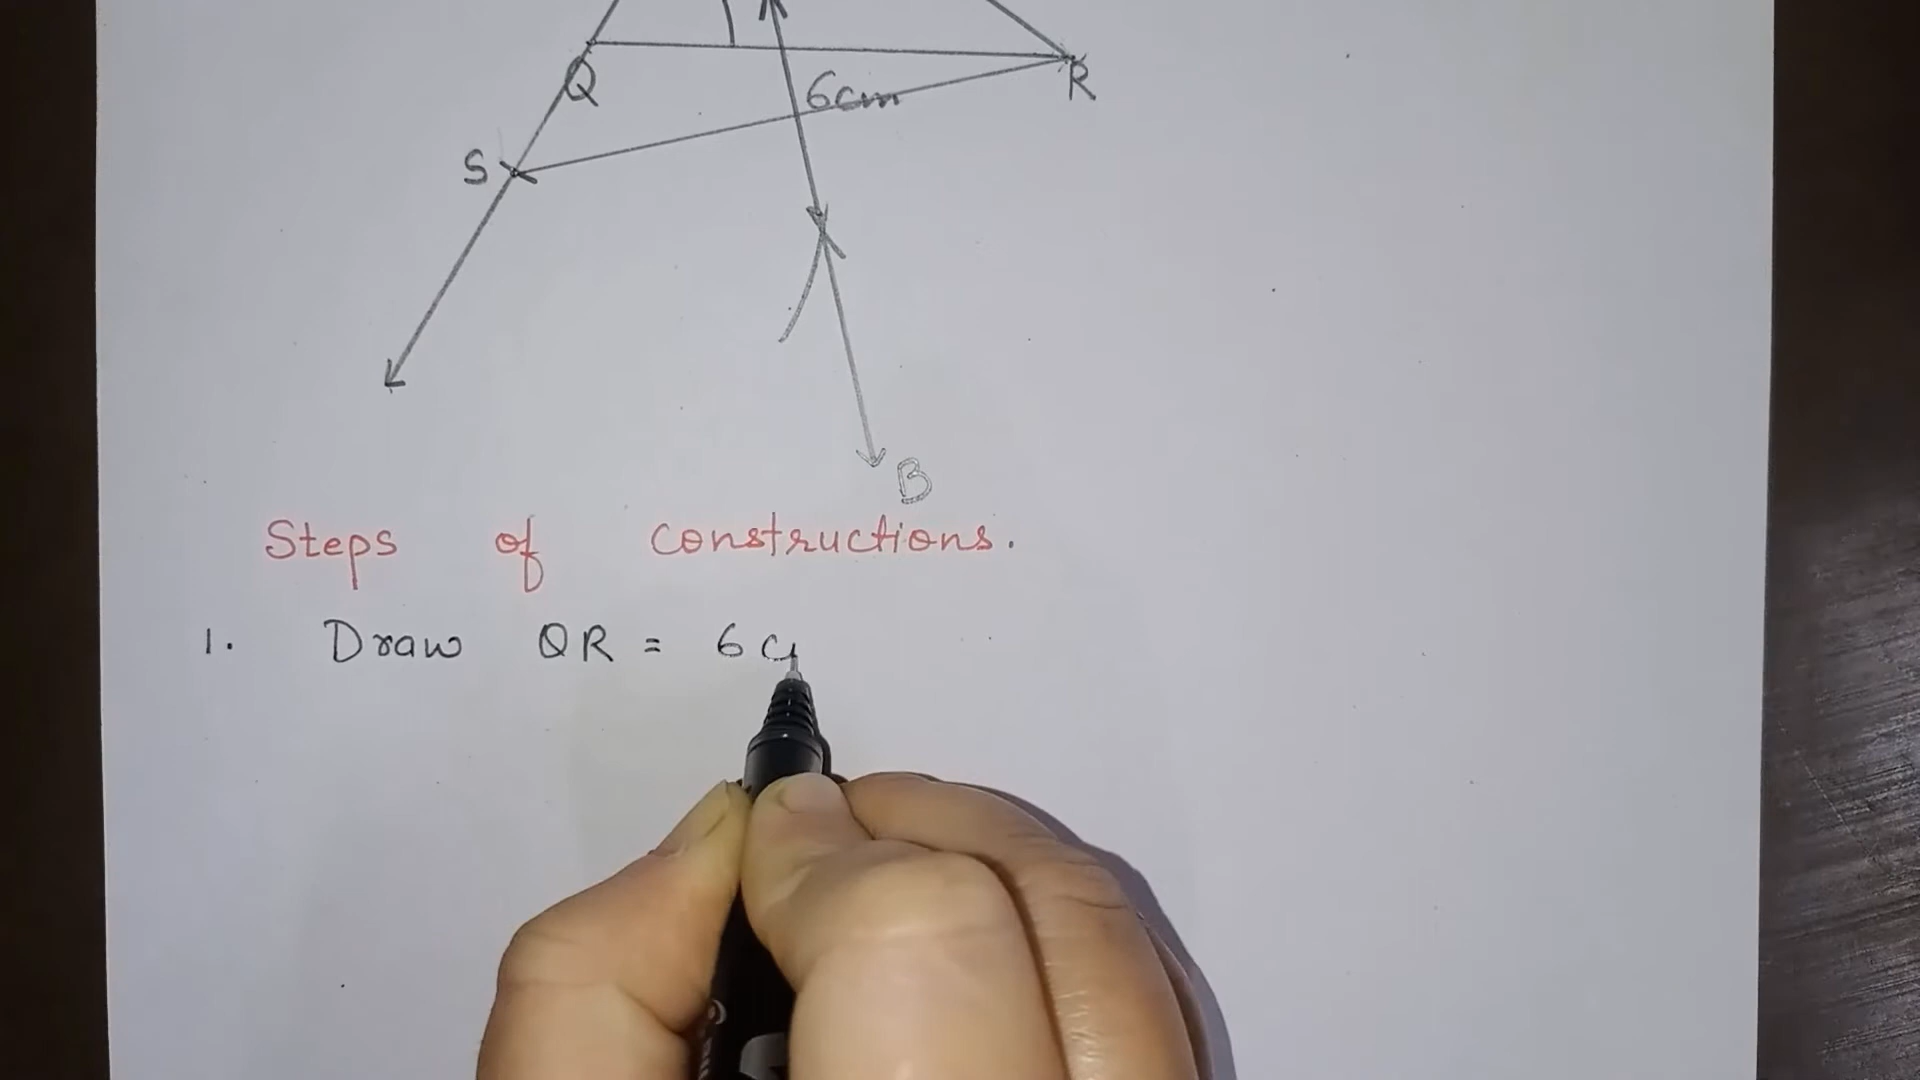 Q
R
6cm
S
B
Steps of constructions.
1. Draw QR = 6c